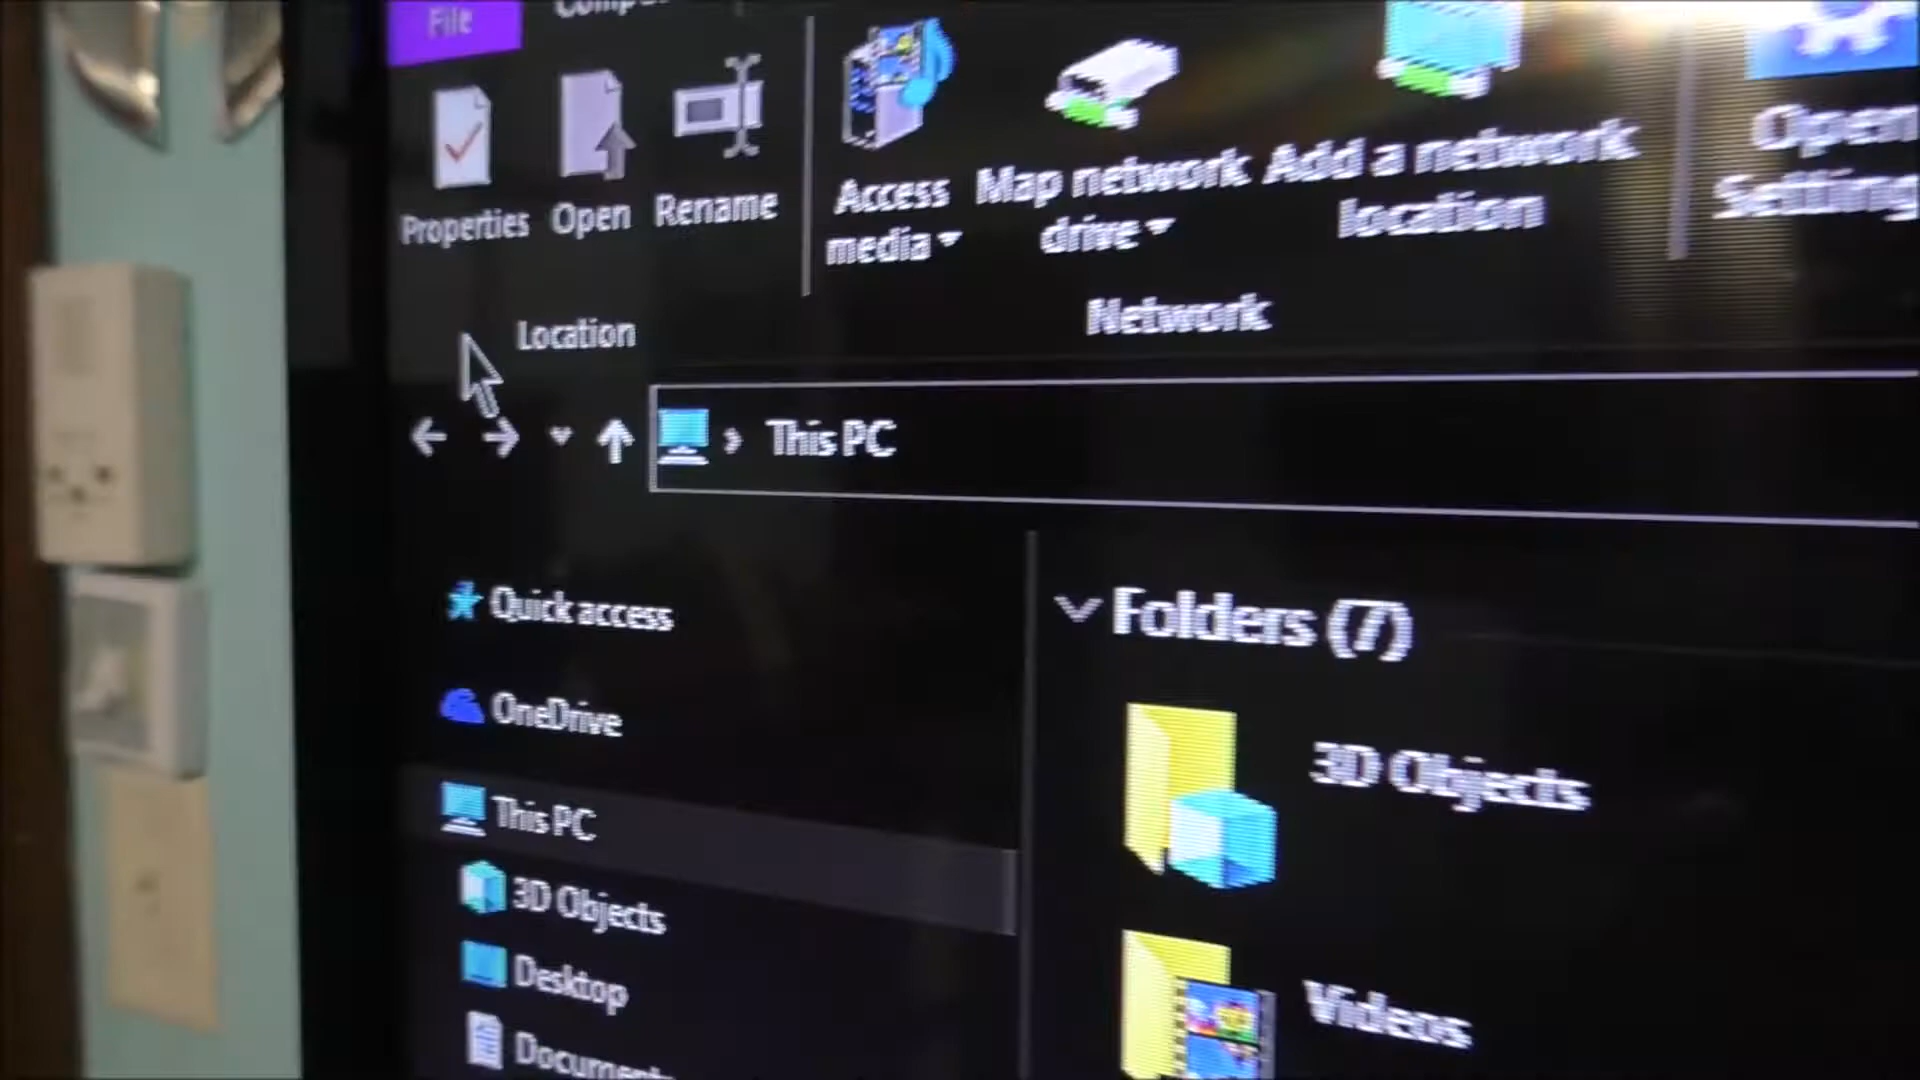 File
Properties
Open
Rename
Access
media
Map network
drive
Add a network
location
Open
Location
Network
This PC
Quick access
OneDrive
This PC
3D Objects
Desktop
Folders (7)
3D Objects
Videos